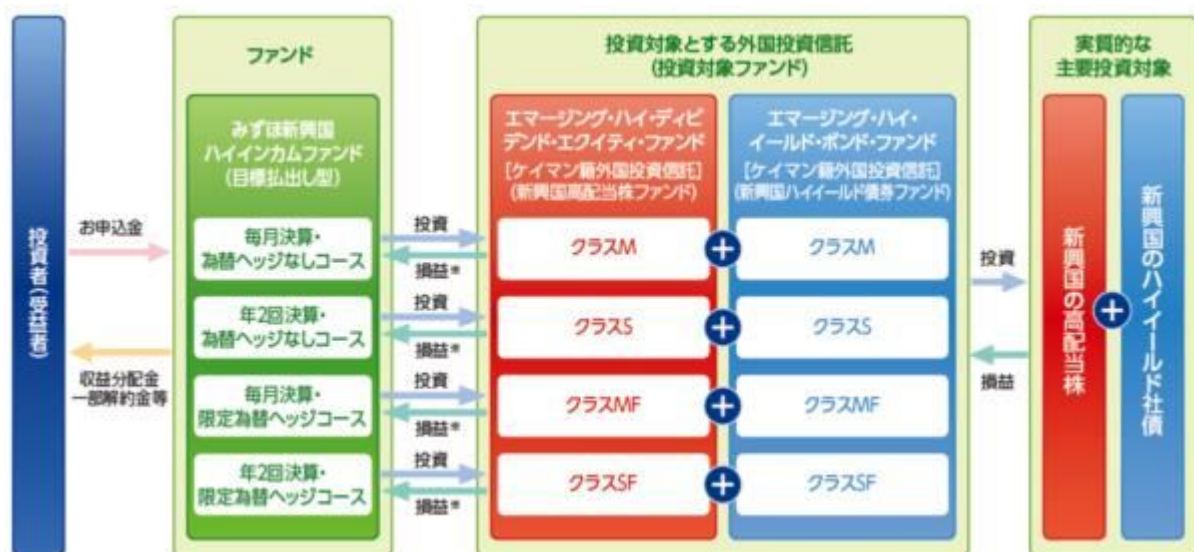 投資者(受益者)
お申込金
収益分配金
一部解約金等
ファンド
みずほ新興国
ハイインカムファンド
(目標払出し型)
毎月決算・
為替ヘッジなしコース
年2回決算・
為替ヘッジなしコース
毎月決算・
限定為替ヘッジコース
年2回決算・
限定為替ヘッジコース
投資
損益※
投資
損益※
投資
損益※
投資
損益※
投資対象とする外国投資信託
(投資対象ファンド)
エマージング・ハイ・ディビ
デンド・エクイティ・ファンド
[ケイマン籍外国投資信託]
(新興国高配当株ファンド)
クラスM
クラスS
クラスMF
クラスSF
+
+
+
+
エマージング・ハイ・
イールド・ボンド・ファンド
[ケイマン籍外国投資信託]
(新興国ハイイールド債券ファンド)
クラスM
クラスS
クラスMF
クラスSF
投資
損益
実質的な
主要投資対象
新興国の高配当株
+
新興国のハイイールド社債